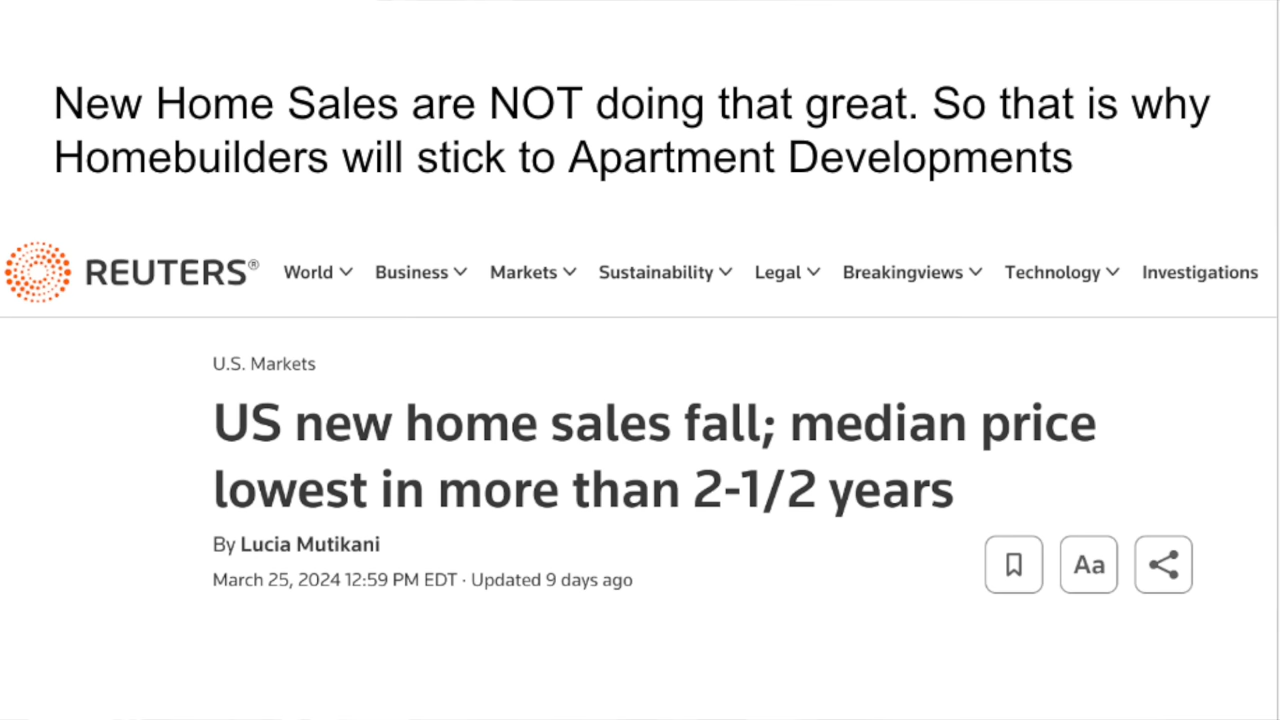 New Home Sales are NOT doing that great. So that is why
Homebuilders will stick to Apartment Developments
REUTERS® World Business Markets Sustainability Legal Breakingviews Technology Investigations
U.S. Markets
US new home sales fall; median price
lowest in more than 2-1/2 years
By Lucia Mutikani
March 25, 2024 12:59 PM EDT · Updated 9 days ago
Aa